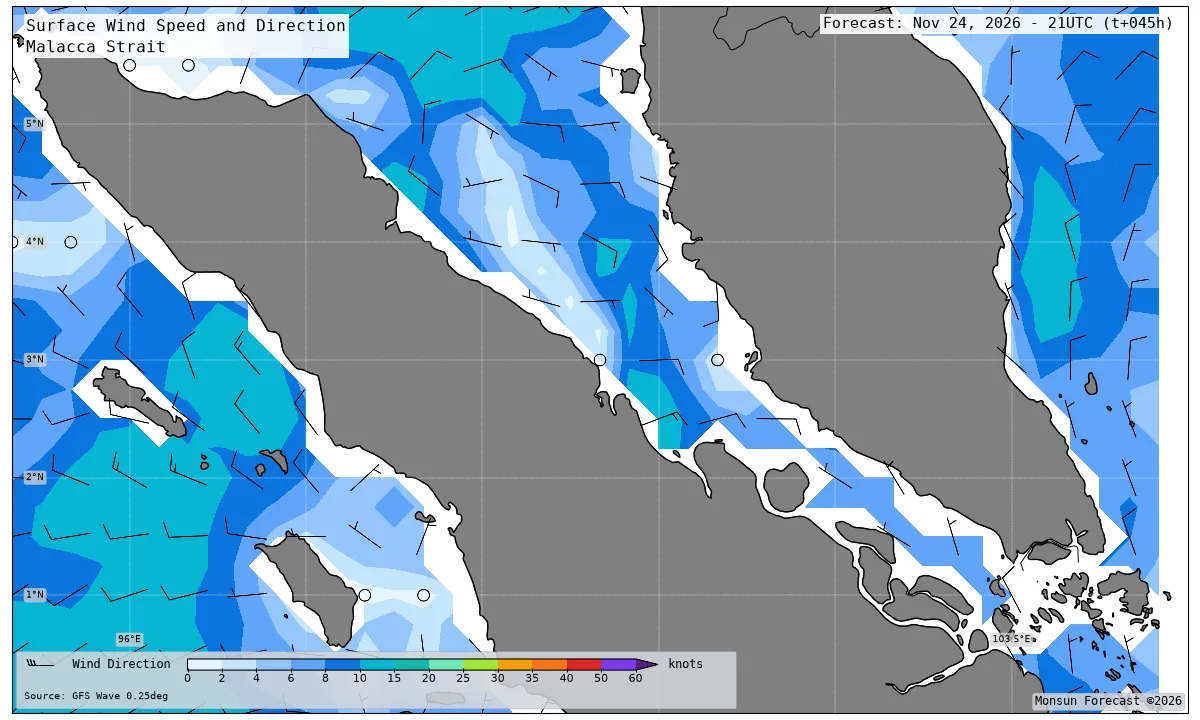 Surface Wind Speed and Direction
Malacca Strait
Forecast: Nov 24, 2026 - 21UTC (t+045h)
5°N
4°N
3°N
2°N
1°N
96°E
103.5°E
Wind Direction
0 2 4 6 8 10 15 20 25 30 35 40 50 60
knots
Source: GFS Wave 0.25deg
Monsun Forecast ©2026